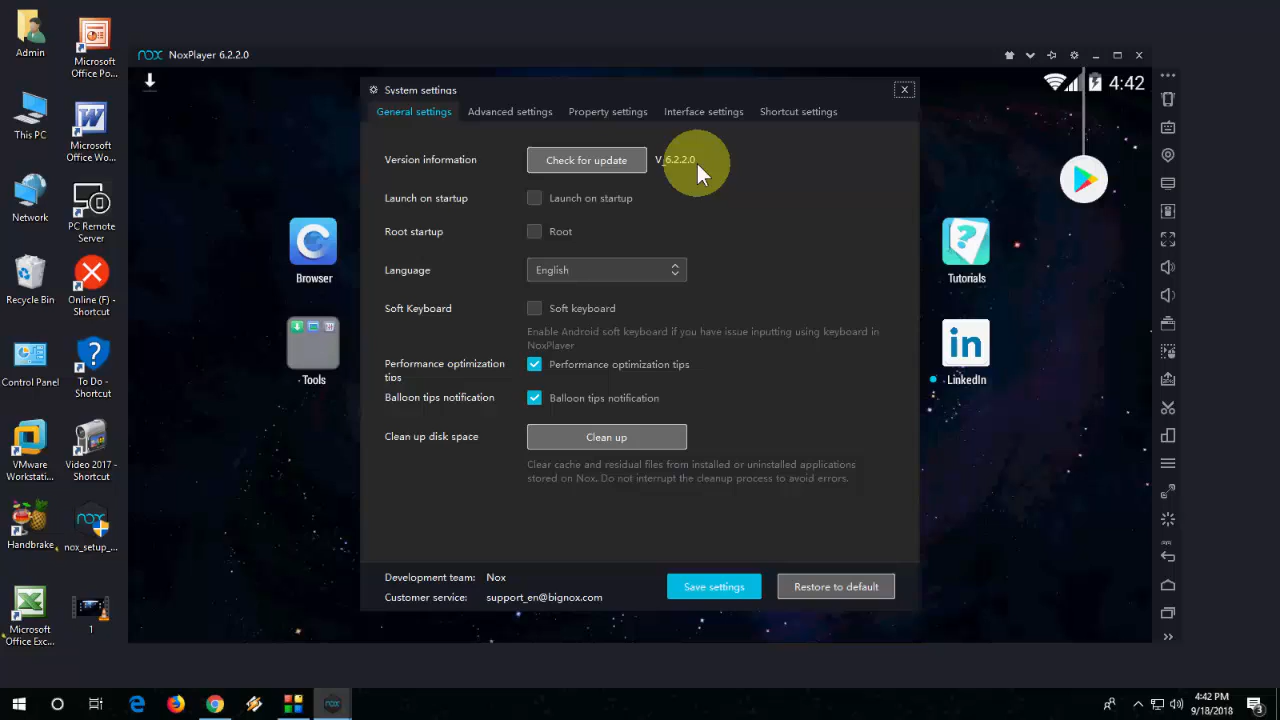 Admin
Microsoft
Office Po...
This PC
Microsoft
Office Wo...
Network
PC Remote
Server
Recycle Bin
Online (F) -
Shortcut
Control Panel
To Do -
Shortcut
VMware
Workstati...
Video 2017 -
Shortcut
Handbrake
nox_setup_...
Microsoft
Office Exc...
1
nox NoxPlayer 6.2.2.0
4:42
System settings
General settings
Advanced settings
Property settings
Interface settings
Shortcut settings
Version information
Check for update
V_6.2.2.0
Launch on startup
Launch on startup
Root startup
Root
Language
English
Soft Keyboard
Soft keyboard
Enable Android soft keyboard if you have issue inputting using keyboard in
NoxPlaver
Performance optimization
tips
Performance optimization tips
Balloon tips notification
Balloon tips notification
Clean up disk space
Clean up
Clear cache and residual files from installed or uninstalled applications
stored on Nox. Do not interrupt the cleanup process to avoid errors.
Development team: Nox
Customer service: support_en@bignox.com
Save settings
Restore to default
Browser
Tools
Tutorials
in
LinkedIn
4:42 PM
9/18/2018
3